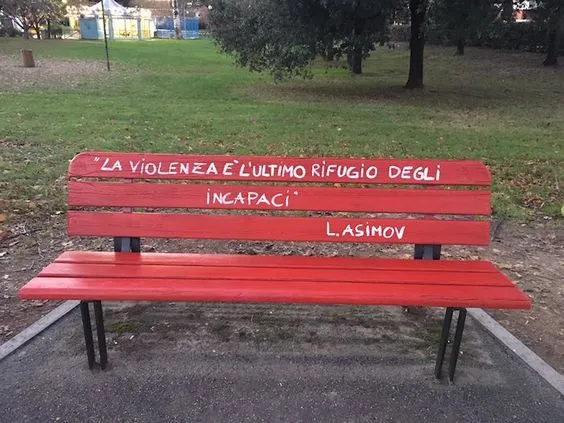 "LA VIOLENZA E' L'ULTIMO RIFUGIO DEGLI
INCAPACI"
L. ASIMOV